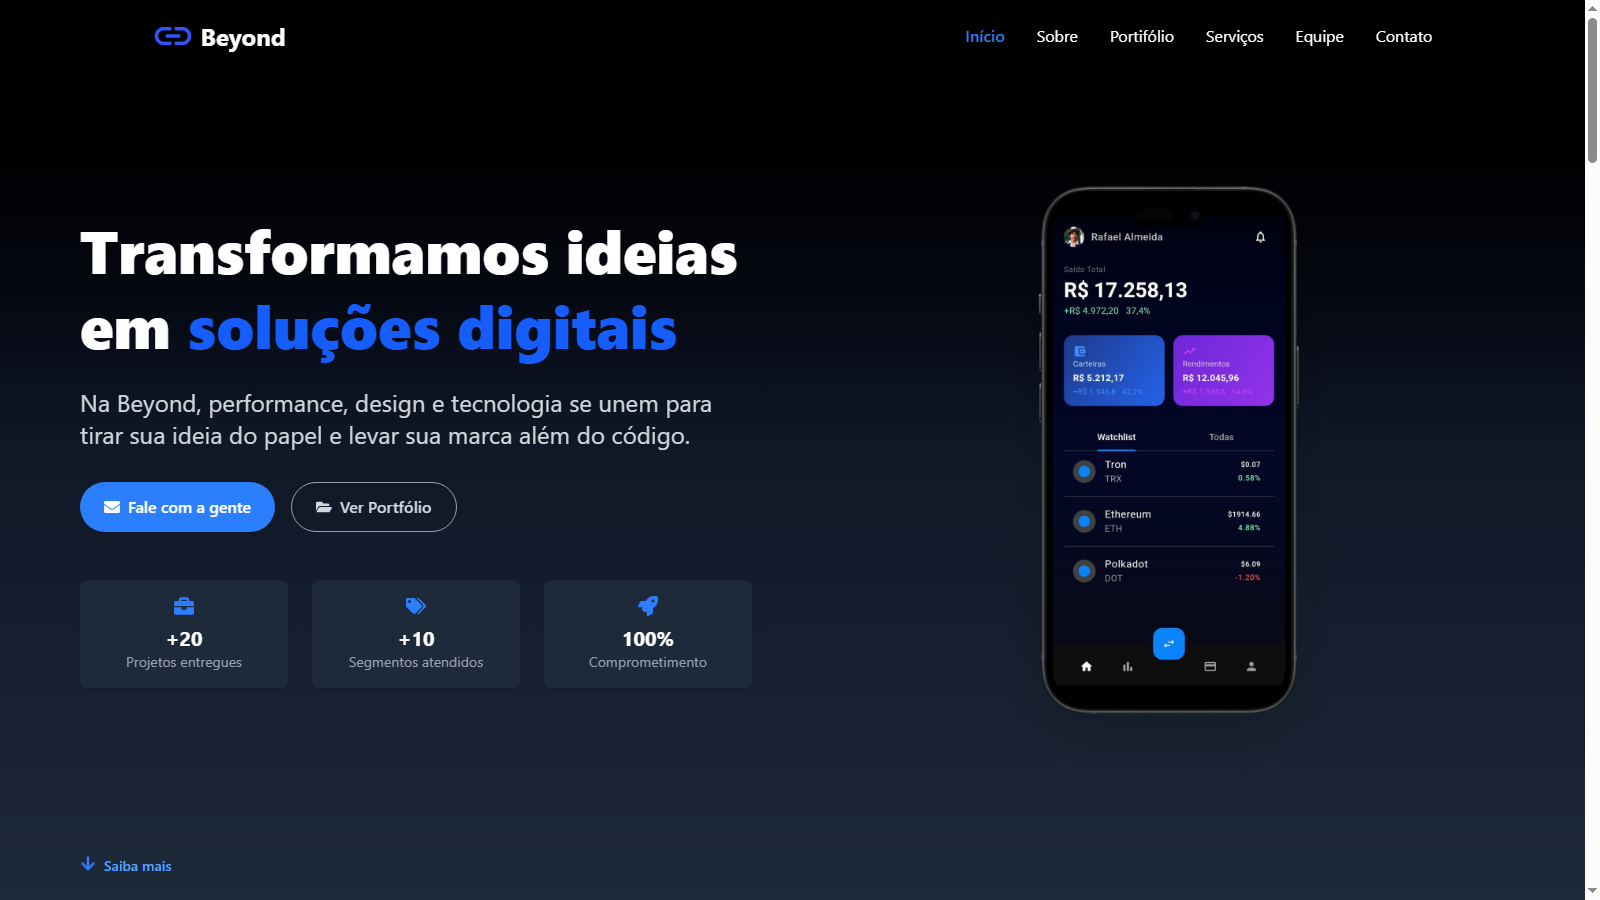 Beyond
Início
Sobre
Portifólio
Serviços
Equipe
Contato
Transformamos ideias
em soluções digitais
Na Beyond, performance, design e tecnologia se unem para
tirar sua ideia do papel e levar sua marca além do código.
Fale com a gente
Ver Portfólio
+20
Projetos entregues
+10
Segmentos atendidos
100%
Comprometimento
Saiba mais
Rafael Almeida
Saldo Total
R$ 17.258,13
+R$ 4.972,20 37,4%
Carteiras
R$ 5.212,17
Rendimentos
R$ 12.045,96
Watchlist
Todas
Tron
$0.07
TRX
0.58%
Ethereum
$1914.66
ETH
4.88%
Polkadot
$6.09
DOT
-1.20%